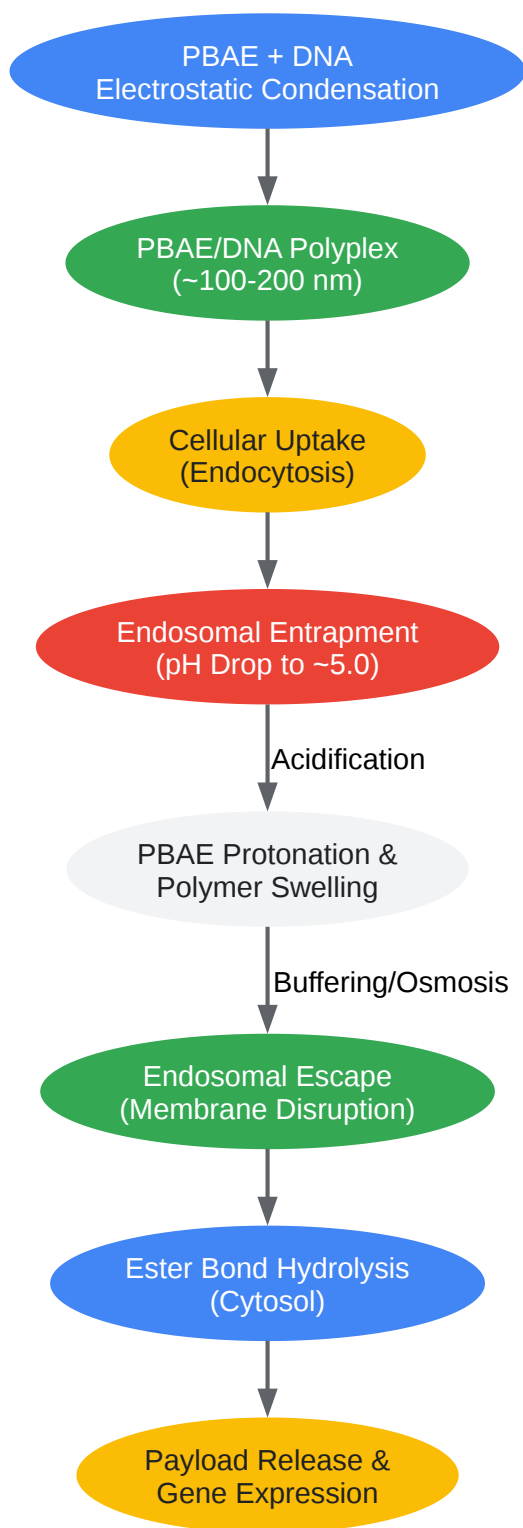 PBAE + DNA
Electrostatic Condensation
PBAE/DNA Polyplex
(~100-200 nm)
Cellular Uptake
(Endocytosis)
Endosomal Entrapment
(pH Drop to ~5.0)
Acidification
PBAE Protonation &
Polymer Swelling
Buffering/Osmosis
Endosomal Escape
(Membrane Disruption)
Ester Bond Hydrolysis
(Cytosol)
Payload Release &
Gene Expression